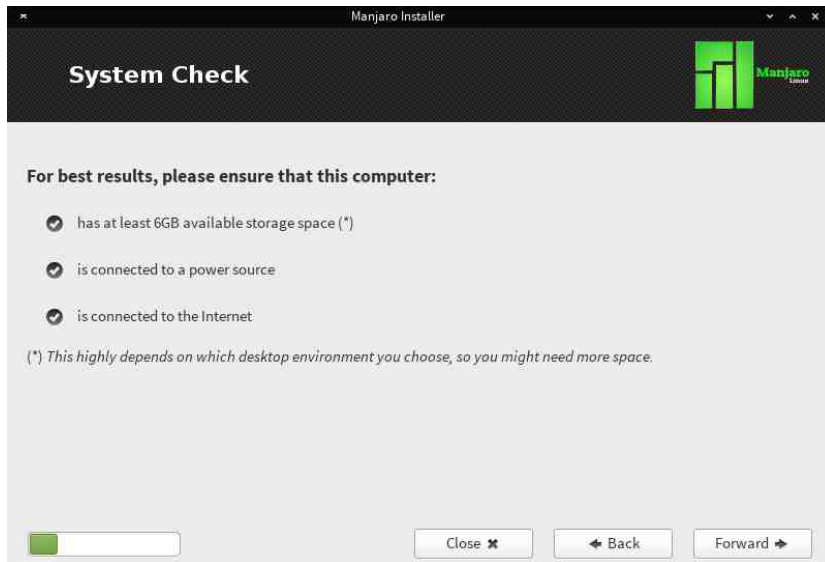 Manjaro Installer
System Check
Manjaro
Linux
For best results, please ensure that this computer:
has at least 6GB available storage space (*)
is connected to a power source
is connected to the Internet
(*) This highly depends on which desktop environment you choose, so you might need more space.
Close
Back
Forward